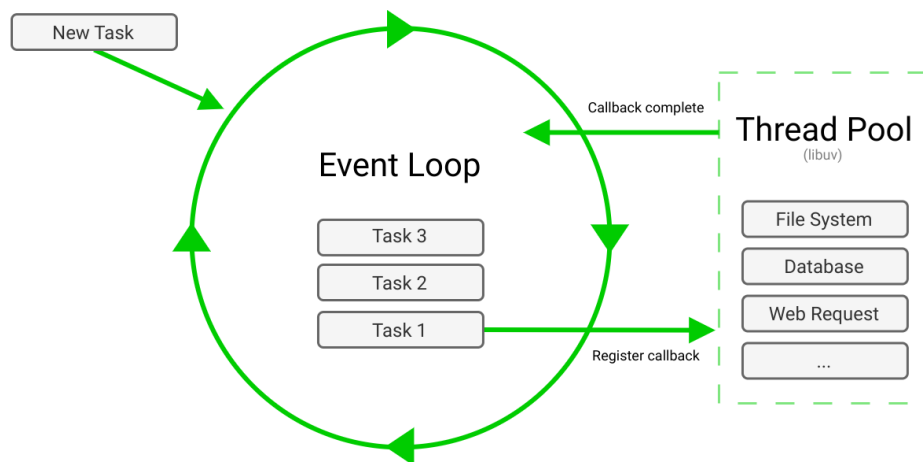 New Task
Callback complete
Thread Pool
(libuv)
Event Loop
File System
Task 3
Database
Task 2
Web Request
Task 1
Register callback
...